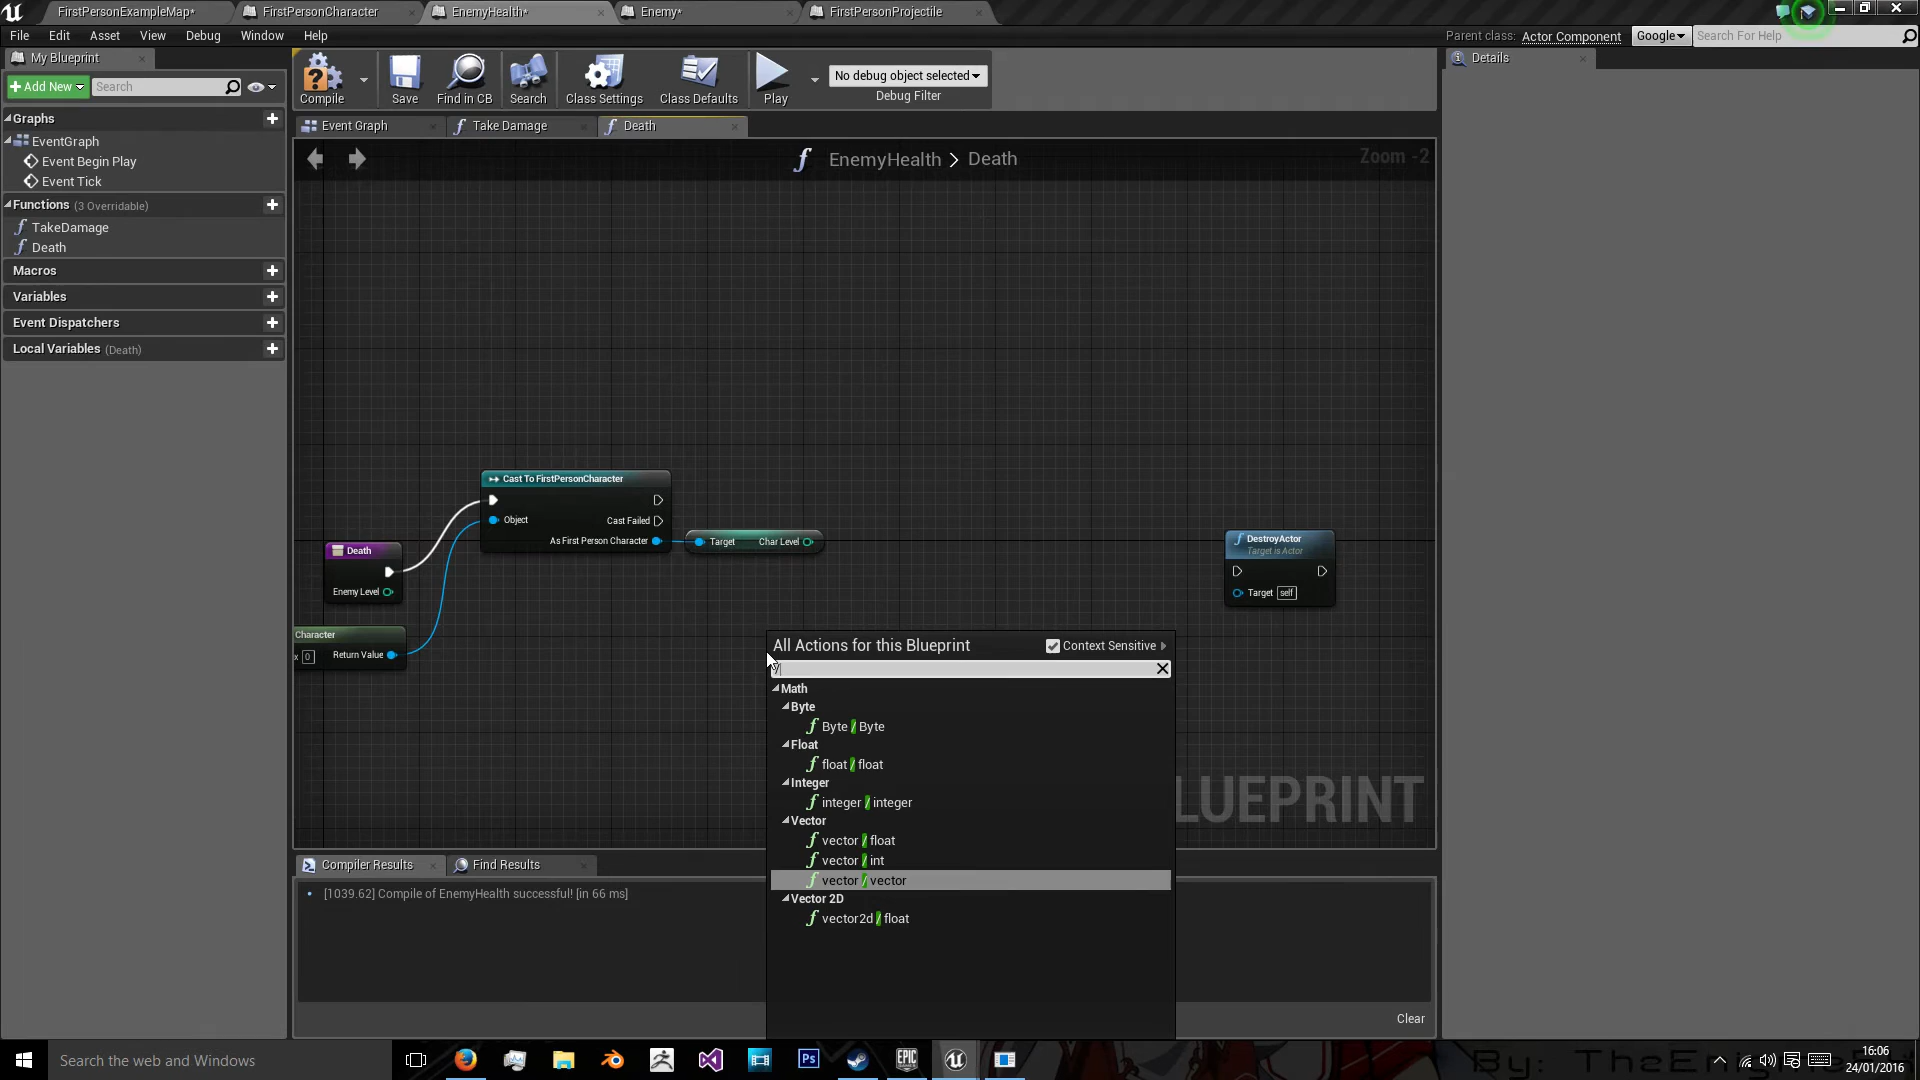 FirstPersonExampleMap*
FirstPersonCharacter
EnemyHealth*
Enemy*
FirstPersonProjectile
File Edit Asset View Debug Window Help
Parent class: Actor Component Google Search For Help
My Blueprint
Details
Add New Search
Compile Save Find in CB Search Class Settings Class Defaults Play
No debug object selected
Debug Filter
Graphs
EventGraph
Event Begin Play
Event Tick
Functions (3 Overridable)
TakeDamage
Death
Macros
Variables
Event Dispatchers
Local Variables (Death)
Event Graph Take Damage Death
EnemyHealth > Death
Zoom -2
Cast To FirstPersonCharacter
Object
Cast Failed
As First Person Character
Target Char Level
Death
Enemy Level
Character
x 0 Return Value
DestroyActor
Target is Actor
Target self
All Actions for this Blueprint
Context Sensitive
/
Math
Byte
Byte / Byte
Float
float / float
Integer
integer / integer
Vector
vector / float
vector / int
vector / vector
Vector 2D
vector2d / float
LUEPRINT
Compiler Results Find Results
[1039.62] Compile of EnemyHealth successful! [in 66 ms]
Clear
Search the web and Windows
Ps
EPIC
16:06
24/01/2016